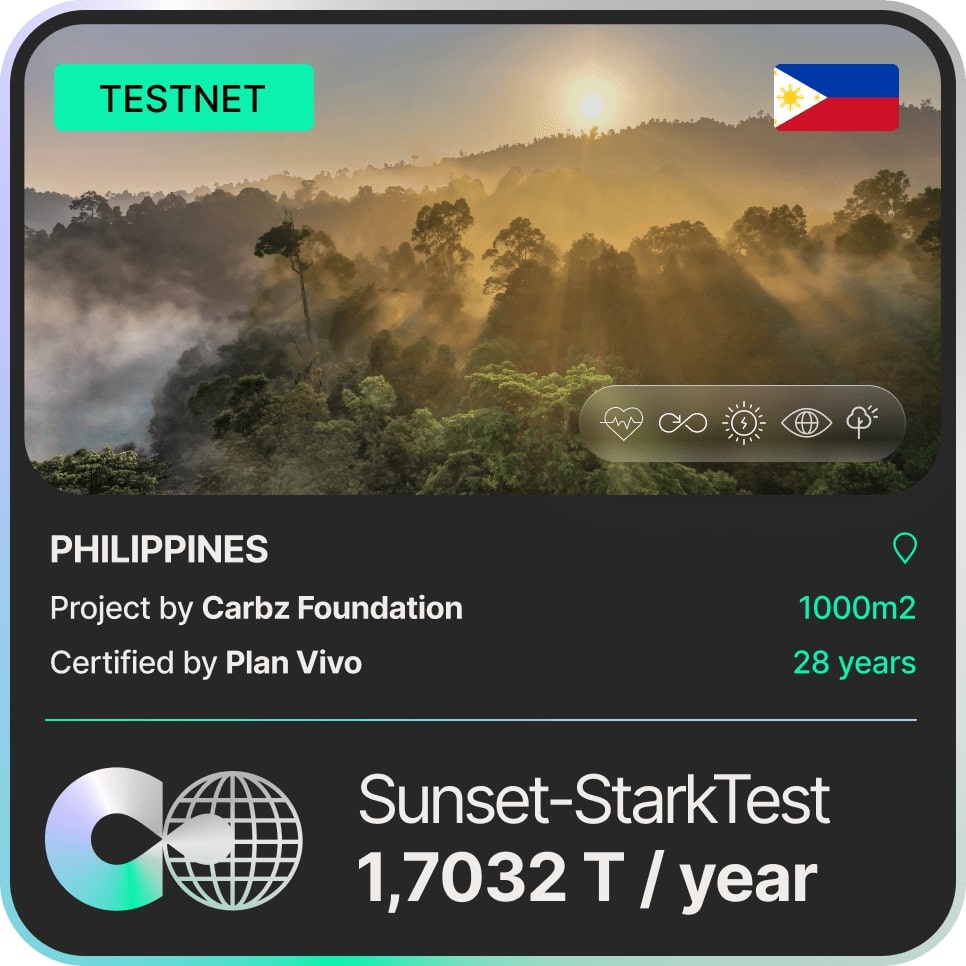 TESTNET
PHILIPPINES
Project by Carbz Foundation
1000m2
Certified by Plan Vivo
28 years
Sunset-StarkTest
1,7032 T / year